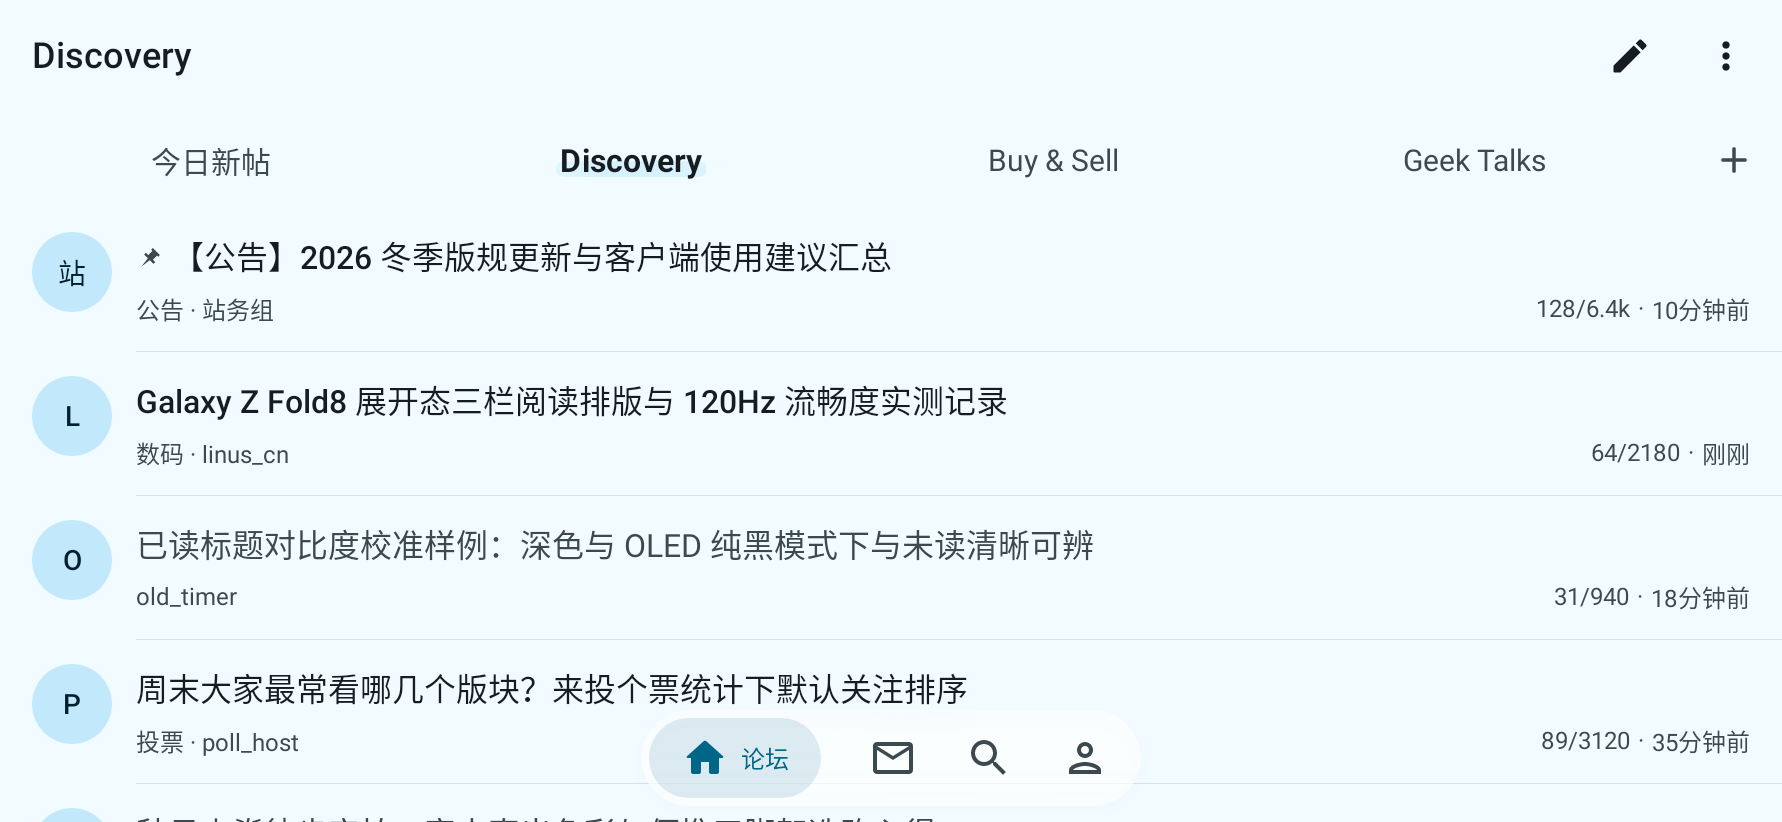 Discovery
今日新帖 Discovery Buy & Sell Geek Talks
站
【公告】2026 冬季版规更新与客户端使用建议汇总
公告 · 站务组 128/6.4k · 10分钟前
L
Galaxy Z Fold8 展开态三栏阅读排版与 120Hz 流畅度实测记录
数码 · linus_cn 64/2180 · 刚刚
O
已读标题对比度校准样例：深色与 OLED 纯黑模式下与未读清晰可辨
old_timer 31/940 · 18分钟前
P
周末大家最常看哪几个版块？来投个票统计下默认关注排序
投票 · poll_host 89/3120 · 35分钟前
论坛